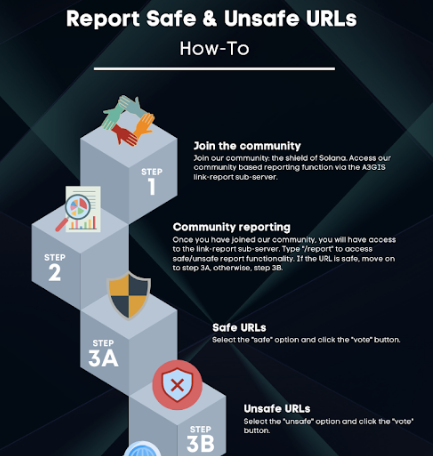 Report Safe & Unsafe URLs
How-To
Join the community
Join our community: the shield of Solana. Access our
community based reporting function via the A3GIS
link-report sub-server.
STEP
1
Community reporting
Once you have joined our community, you will have access
to the link-report sub-server. Type "/report" to access
safe/unsafe report functionality. If the URL is safe, move on
to step 3A, otherwise, step 3B.
STEP
2
Safe URLs
Select the "safe" option and click the "vote" button.
STEP
3A
Unsafe URLs
Select the "unsafe" option and click the "vote"
button.
STEP
3B